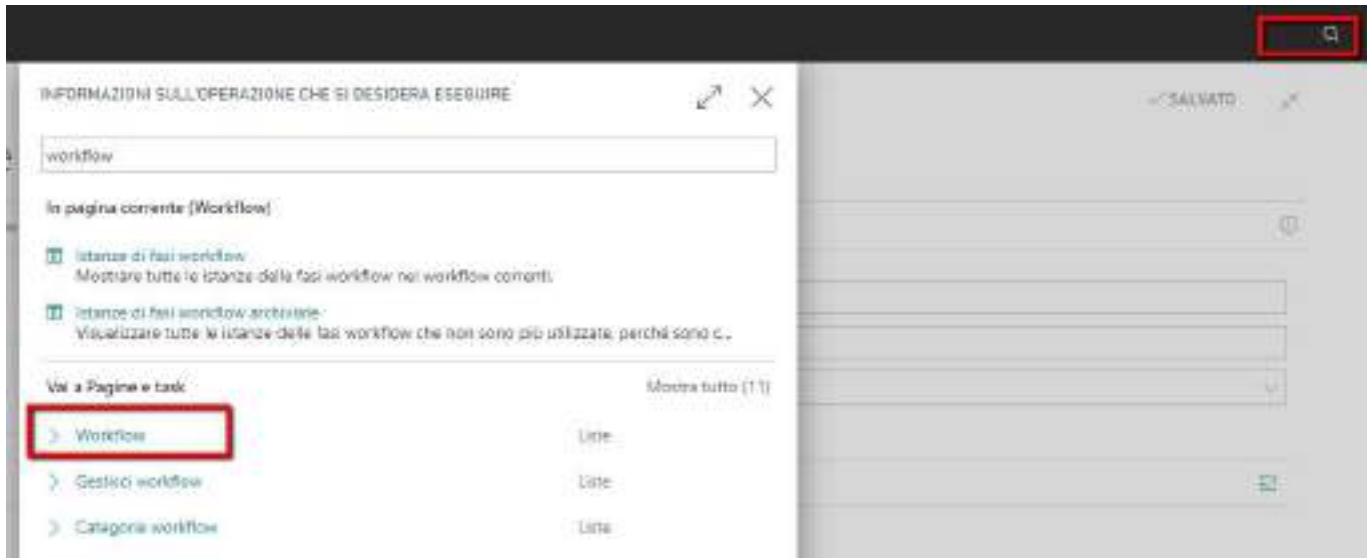 INFORMAZIONI SULL'OPERAZIONE CHE SI DESIDERA ESEGUIRE
SALVATO
workflow
In pagina corrente (Workflow)
Istanze di fasi workflow
Mostrare tutte le istanze delle fasi workflow nei workflow correnti.
Istanze di fasi workflow archiviate
Visualizzare tutte le istanze delle fasi workflow che non sono più utilizzate, perché sono c...
Vai a Pagine e task
Mostra tutto (11)
Workflow
Liste
Gestisci workflow
Liste
Categorie workflow
Liste